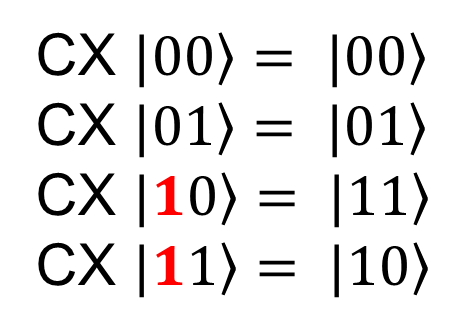 CX |00⟩ = |00⟩
CX |01⟩ = |01⟩
CX |10⟩ = |11⟩
CX |11⟩ = |10⟩